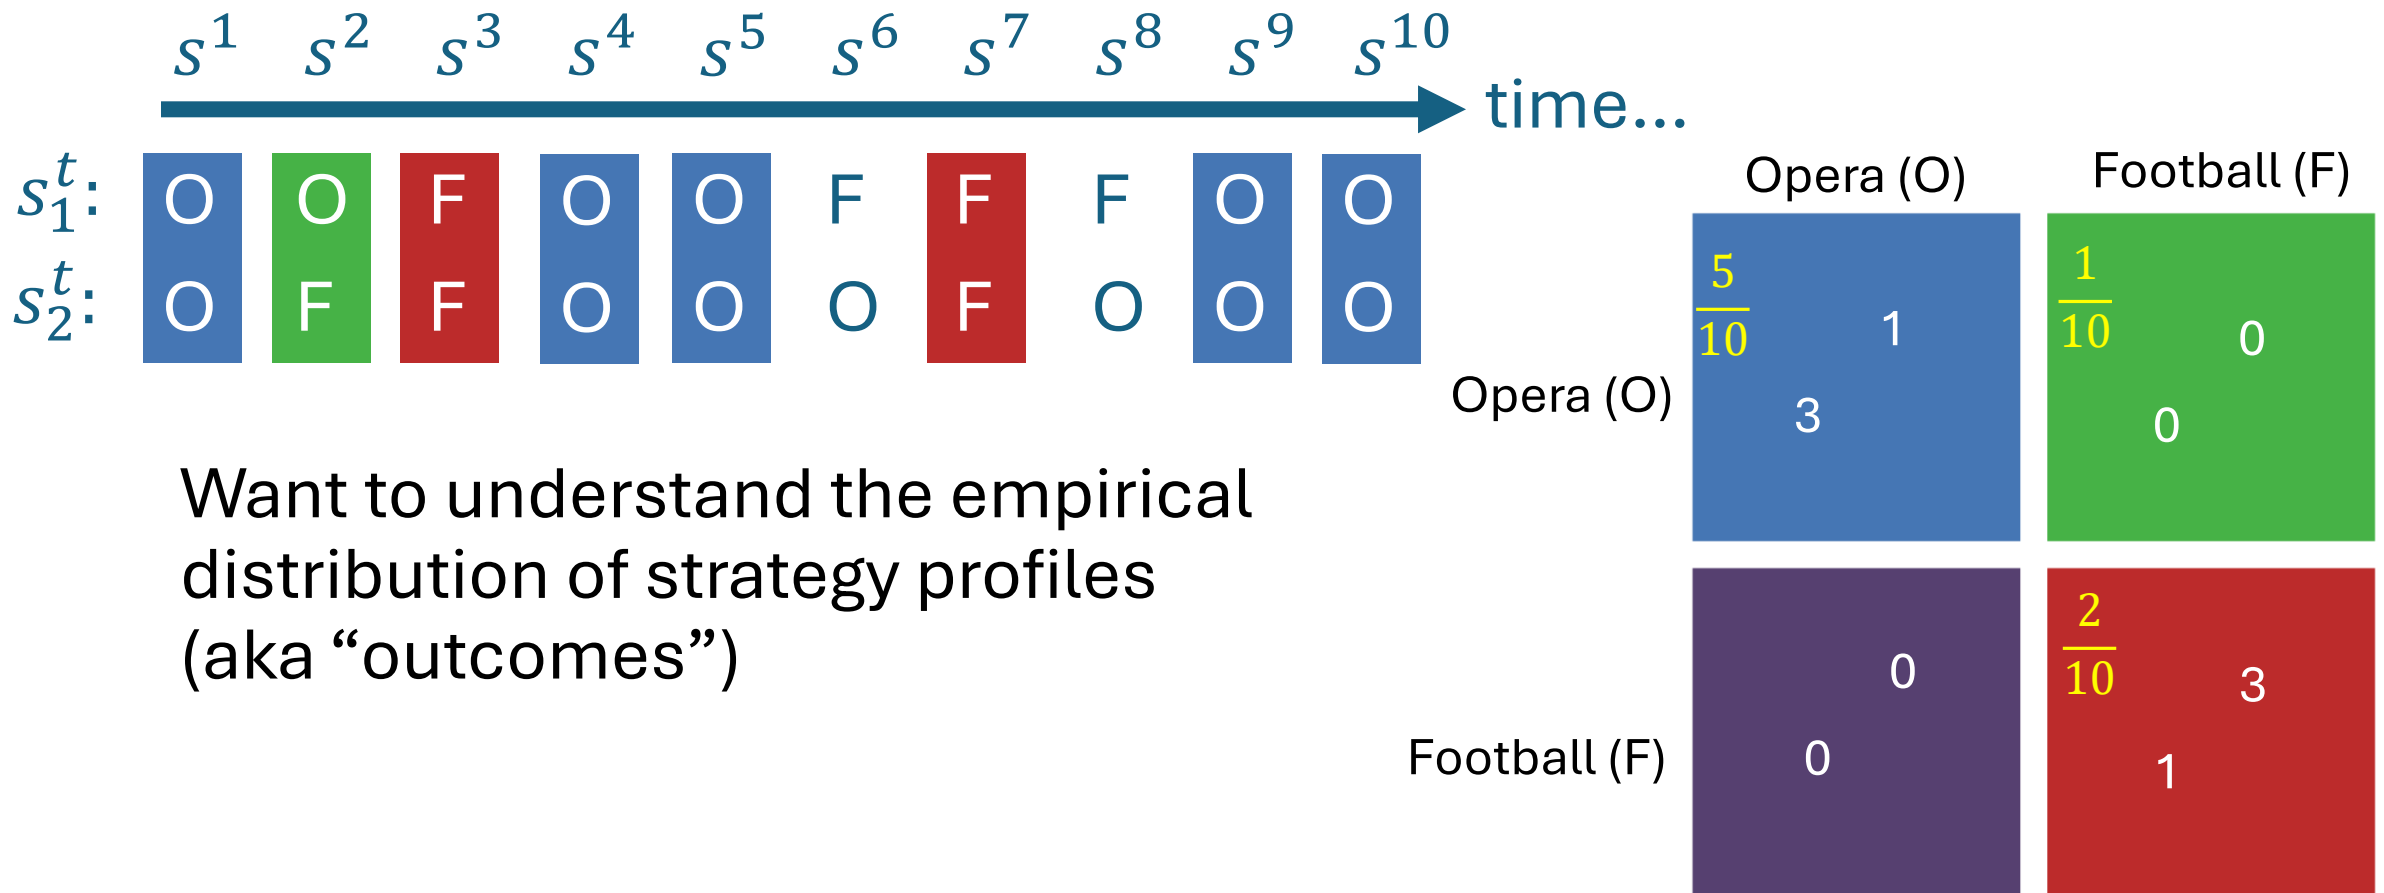 s¹ s² s³ s⁴ s⁵ s⁶ s⁷ s⁸ s⁹ s¹⁰
time...
s₁ᵗ: O O F O O F F F O O
s₂ᵗ: O F F O O O F O O O
Want to understand the empirical
distribution of strategy profiles
(aka “outcomes”)
Opera (O) Football (F)
Opera (O)
5/10 1
3
1/10 0
0
Football (F)
0
0
2/10 3
1